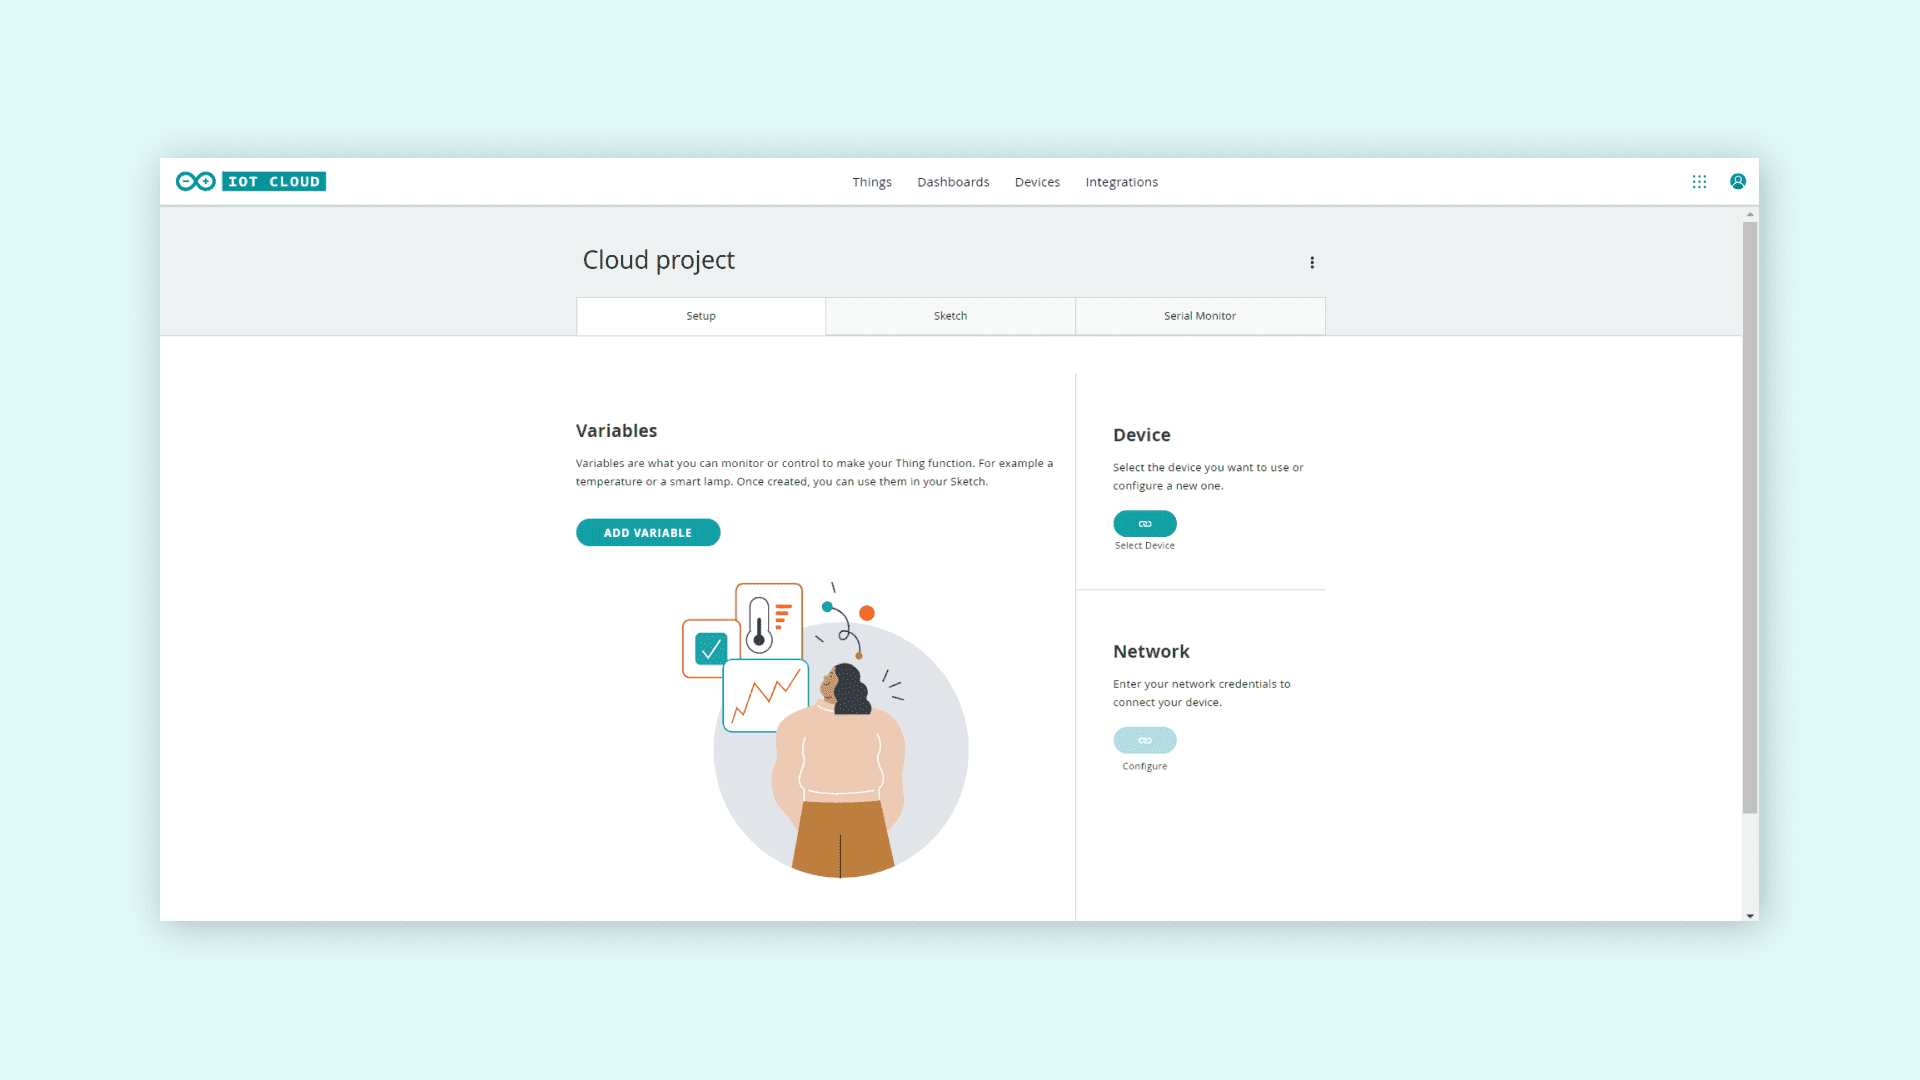 IOT CLOUD
Things
Dashboards
Devices
Integrations
Cloud project
Setup
Sketch
Serial Monitor
Variables
Variables are what you can monitor or control to make your Thing function. For example a
temperature or a smart lamp. Once created, you can use them in your Sketch.
ADD VARIABLE
Device
Select the device you want to use or
configure a new one.
Select Device
Network
Enter your network credentials to
connect your device.
Configure